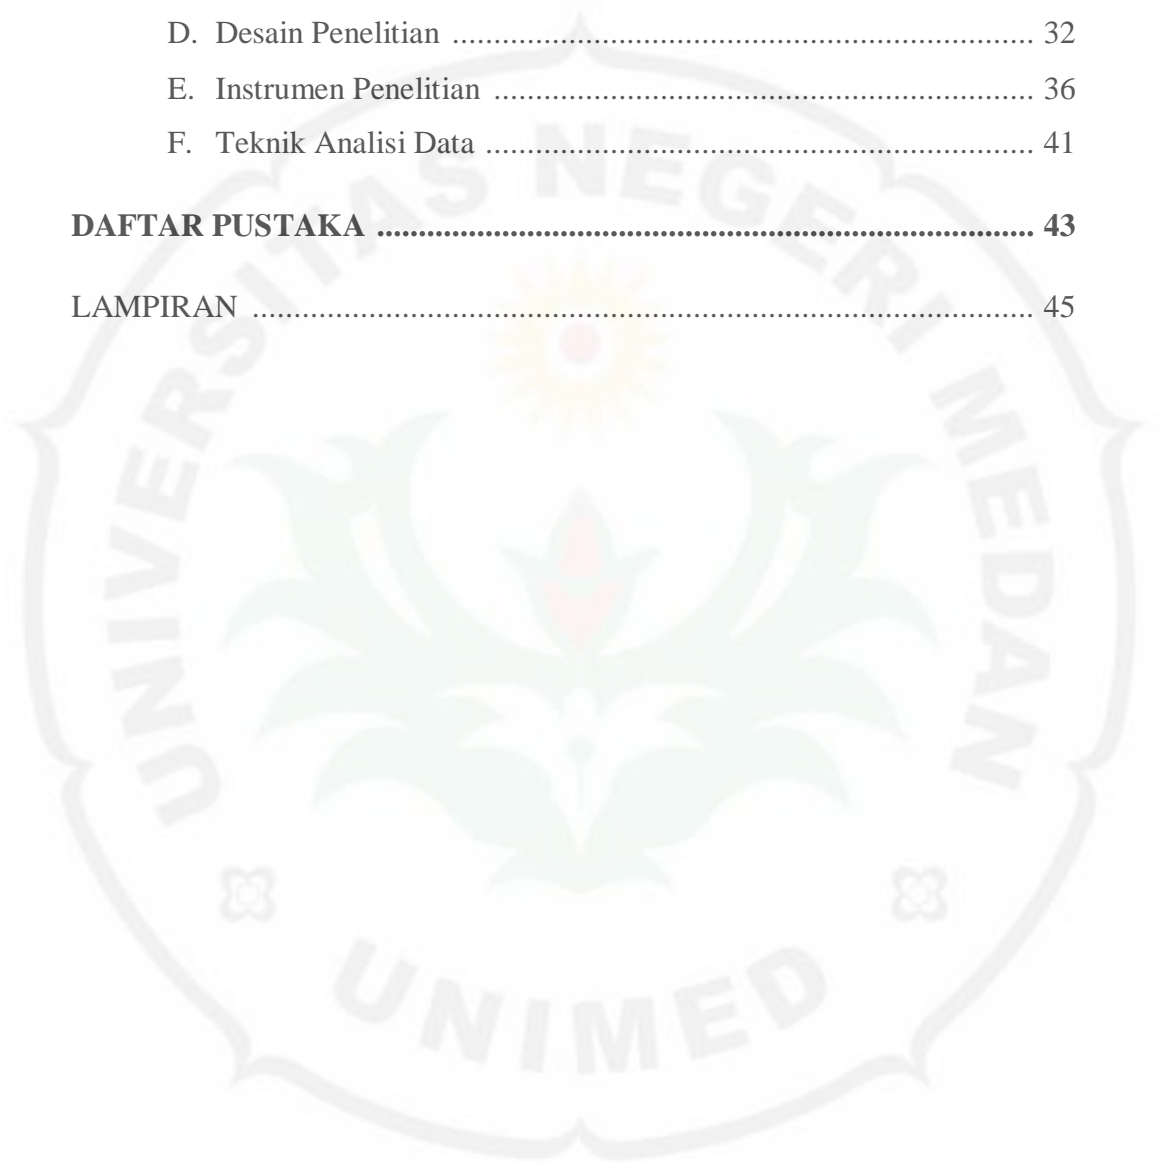 D. Desain Penelitian ........................................................................ 32
E. Instrumen Penelitian ................................................................... 36
F. Teknik Analisi Data .................................................................... 41
DAFTAR PUSTAKA ................................................................................. 43
LAMPIRAN ................................................................................................ 45
UNIVERSITAS NEGERI MEDAN
UNIMED